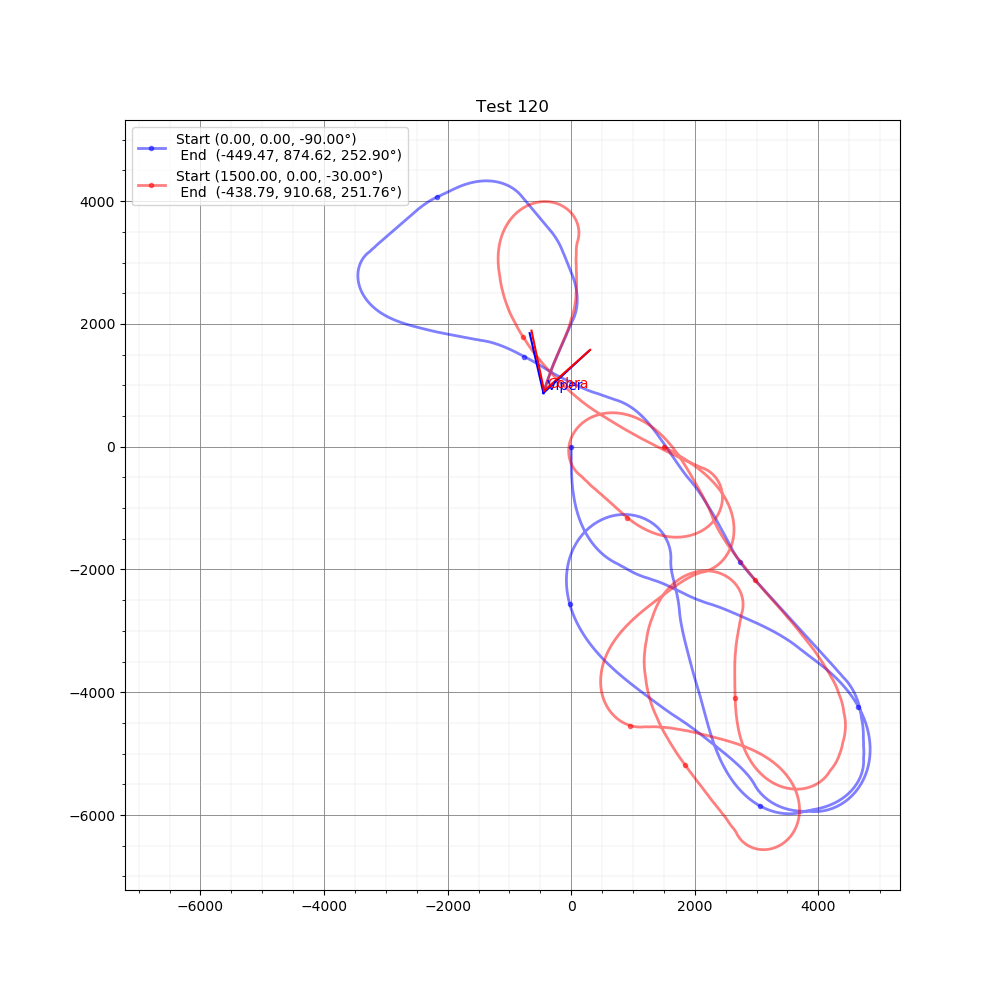 Test 120
Start (0.00, 0.00, -90.00°)
End (-449.47, 874.62, 252.90°)
Start (1500.00, 0.00, -30.00°)
End (-438.79, 910.68, 251.76°)
4000
2000
0
−2000
−4000
−6000
Viper
−6000
−4000
−2000
0
2000
4000